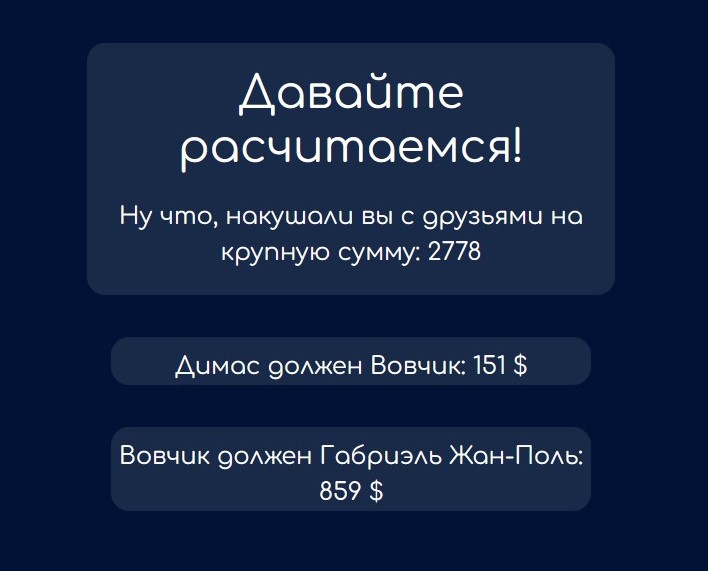 Давайте
расчитаемся!
Ну что, накушали вы с друзьями на
крупную сумму: 2778
Димас должен Вовчик: 151 $
Вовчик должен Габриэль Жан-Поль:
859 $